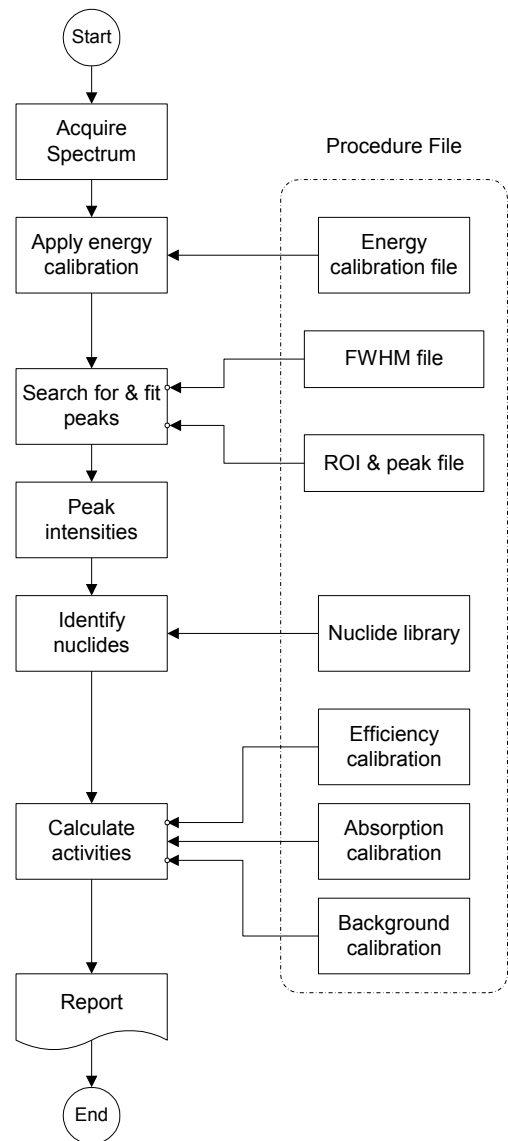 Start
Acquire
Spectrum
Procedure File
Apply energy
calibration
Energy
calibration file
FWHM file
Search for & fit
peaks
ROI & peak file
Peak
intensities
Identify
nuclides
Nuclide library
Efficiency
calibration
Calculate
activities
Absorption
calibration
Background
calibration
Report
End